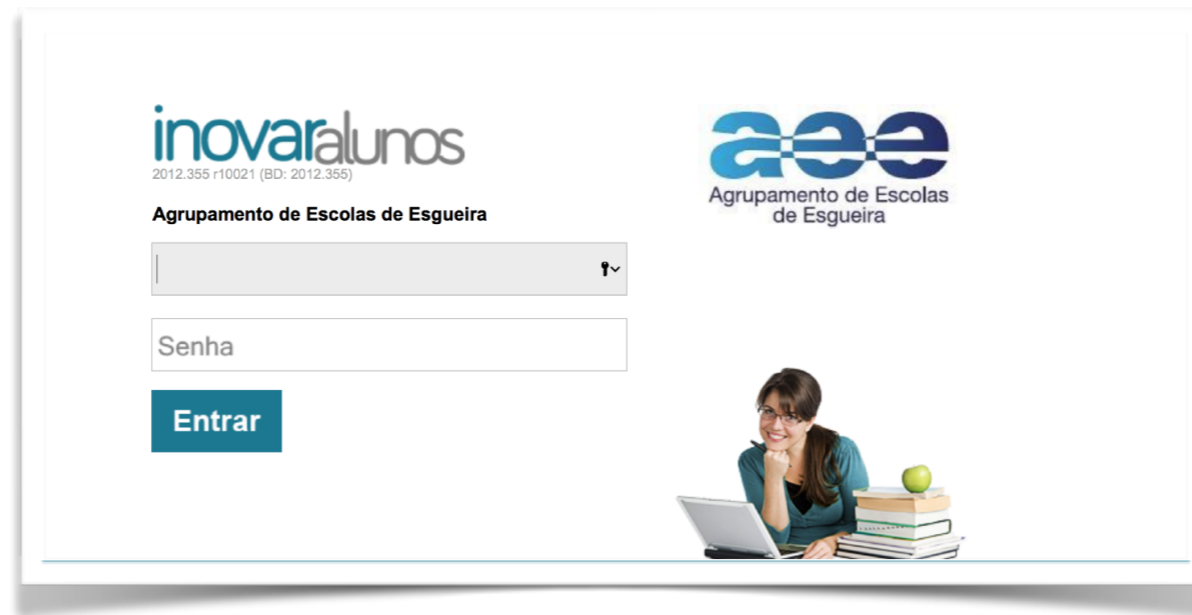 inovaralunos
2012.355 r10021 (BD: 2012.355)
Agrupamento de Escolas de Esgueira
Senha
Entrar
aee
Agrupamento de Escolas
de Esgueira